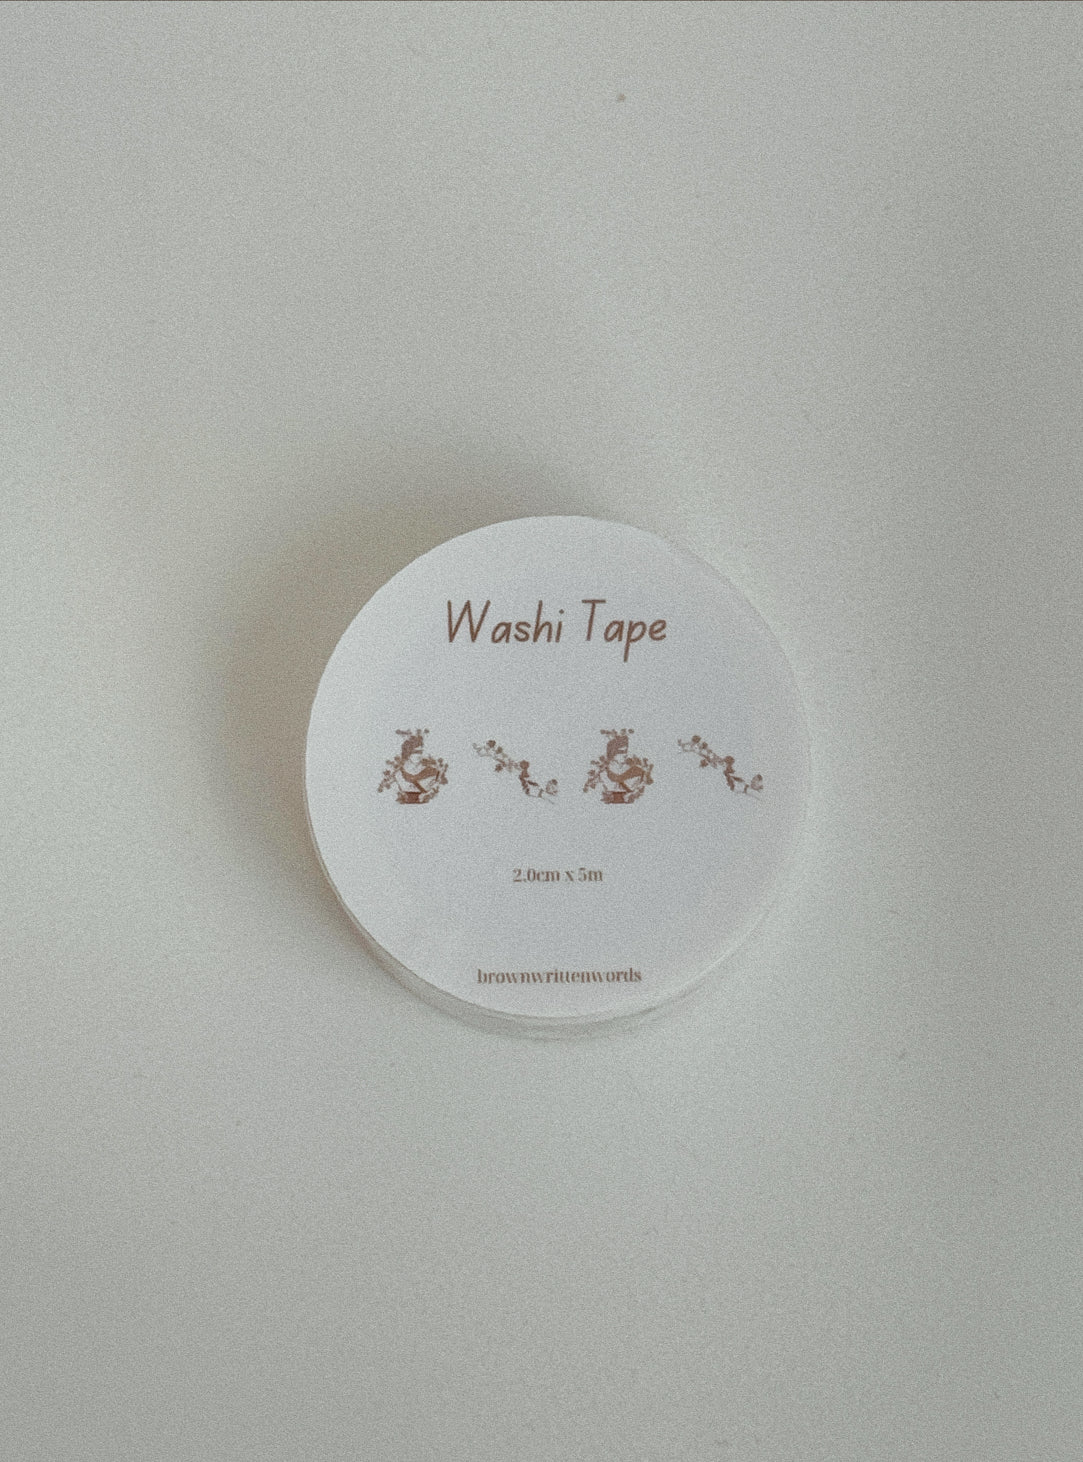 Washi Tape
2.0cm x 5m
brownwrittenwords